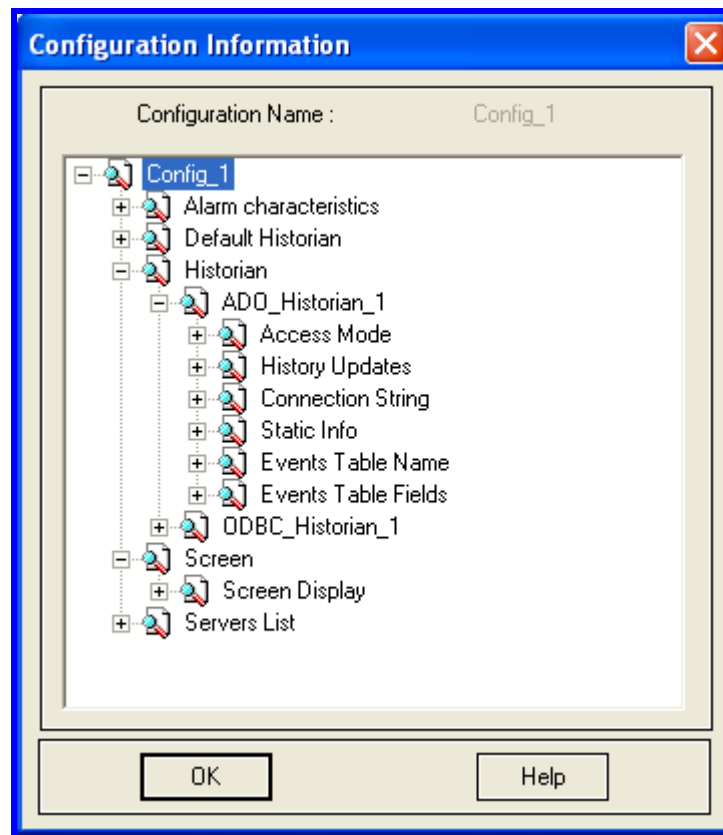 Configuration Information
Configuration Name : Config_1
Config_1
Alarm characteristics
Default Historian
Historian
ADO_Historian_1
Access Mode
History Updates
Connection String
Static Info
Events Table Name
Events Table Fields
ODBC_Historian_1
Screen
Screen Display
Servers List
OK Help